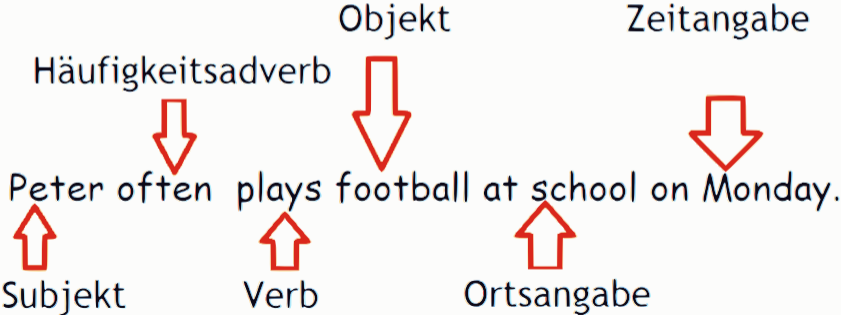 Objekt Zeitangabe
Häufigkeitsadverb
Peter often plays football at school on Monday.
Subjekt Verb Ortsangabe